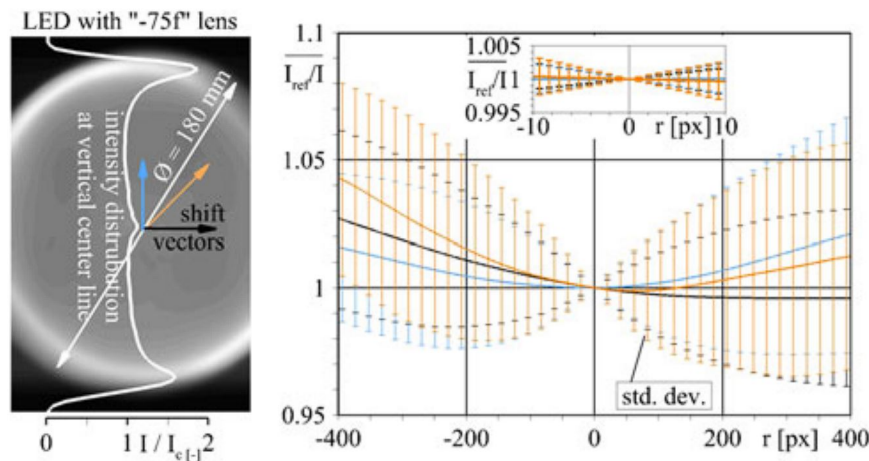 LED with "-75f" lens
intensity distrubution
at vertical center line
Ø = 180 mm
shift
vectors
0 1 I / I c [-] 2
1.1
I ref/I
1.05
1
0.95
-400 -200 0 200 r [px] 400
std. dev.
1.005
I ref/I 1
0.995
-10 0 r [px] 10